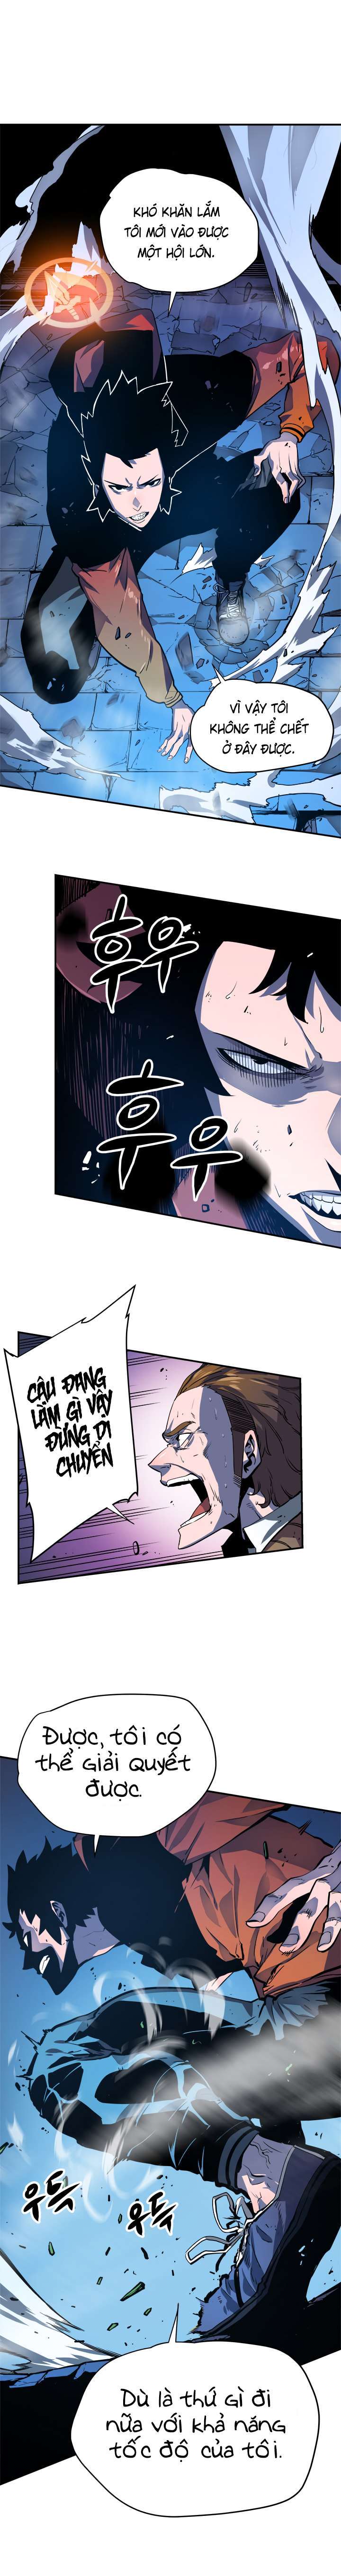 KHÓ KHĂN LẮM
TÔI MỚI VÀO ĐƯỢC
MỘT HỘI LỚN.
VÌ VẬY TÔI
KHÔNG THỂ CHẾT
Ở ĐÂY ĐƯỢC.
후우
후우
CẬU ĐANG
LÀM GÌ VẬY
ĐỪNG DI
CHUYỂN
Được, tôi có
thể giải quyết
được.
우득
우득
Dù là thứ gì đi
nữa với khả năng
tốc độ của tôi.